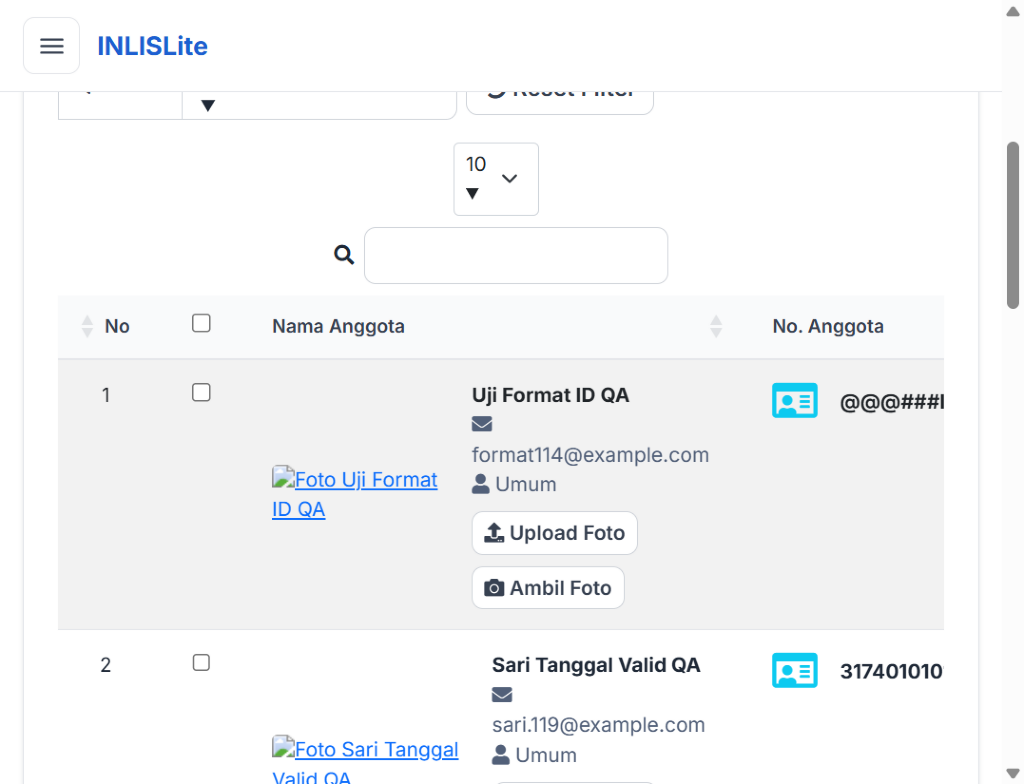 INLISLite
Reset Filter
10
No
Nama Anggota
No. Anggota
1
Uji Format ID QA
@@@###
format114@example.com
Foto Uji Format
ID QA
Umum
Upload Foto
Ambil Foto
2
Sari Tanggal Valid QA
317401010
sari.119@example.com
Foto Sari Tanggal
Valid QA
Umum